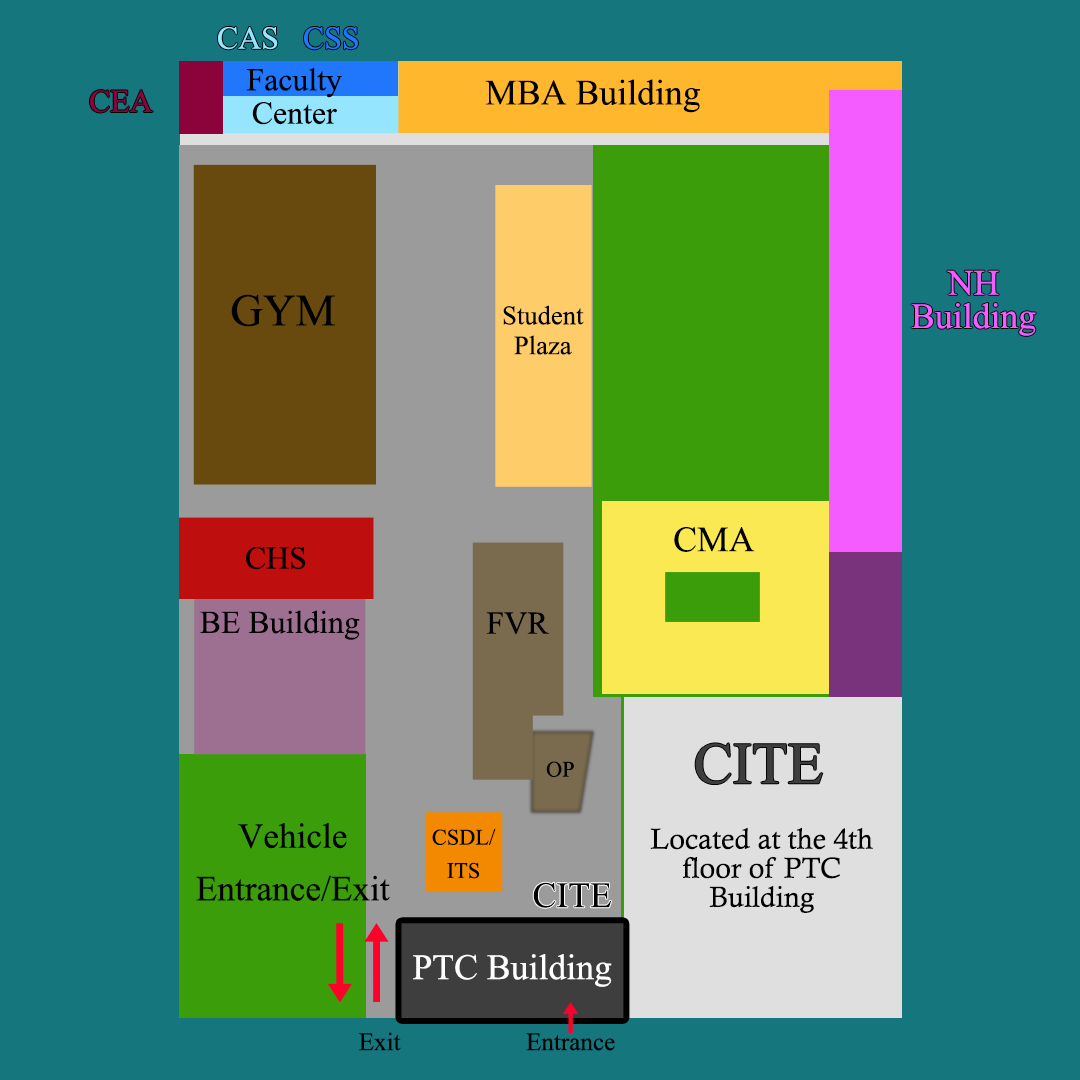 CAS CSS
CEA
Faculty
Center
MBA Building
NH
Building
GYM
Student
Plaza
CHS
BE Building
CMA
FVR
OP
CITE
Located at the 4th
floor of PTC
Building
Vehicle
Entrance/Exit
CSDL/
ITS
CITE
PTC Building
Exit
Entrance